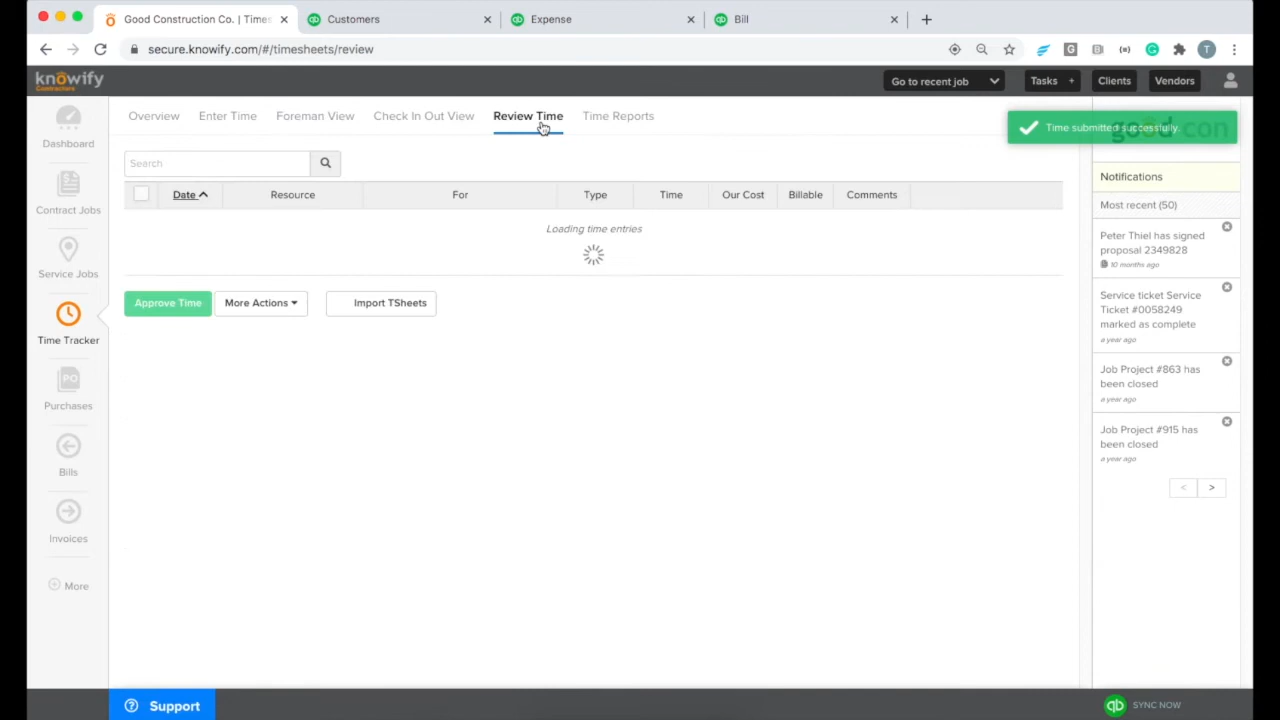 Good Construction Co. | Times
Customers
Expense
Bill
secure.knowify.com/#/timesheets/review
knowify
Contractors
Go to recent job
Tasks +
Clients
Vendors
Dashboard
Contract Jobs
Service Jobs
Time Tracker
Purchases
Bills
Invoices
More
Overview
Enter Time
Foreman View
Check In Out View
Review Time
Time Reports
Search
Date
Resource
For
Type
Time
Our Cost
Billable
Comments
Loading time entries
Approve Time
More Actions
Import TSheets
Time submitted successfully.
good-con
Notifications
Most recent (50)
Peter Thiel has signed
proposal 2349828
10 months ago
Service ticket Service
Ticket #0058249
marked as complete
a year ago
Job Project #863 has
been closed
a year ago
Job Project #915 has
been closed
a year ago
< >
Support
qb SYNC NOW